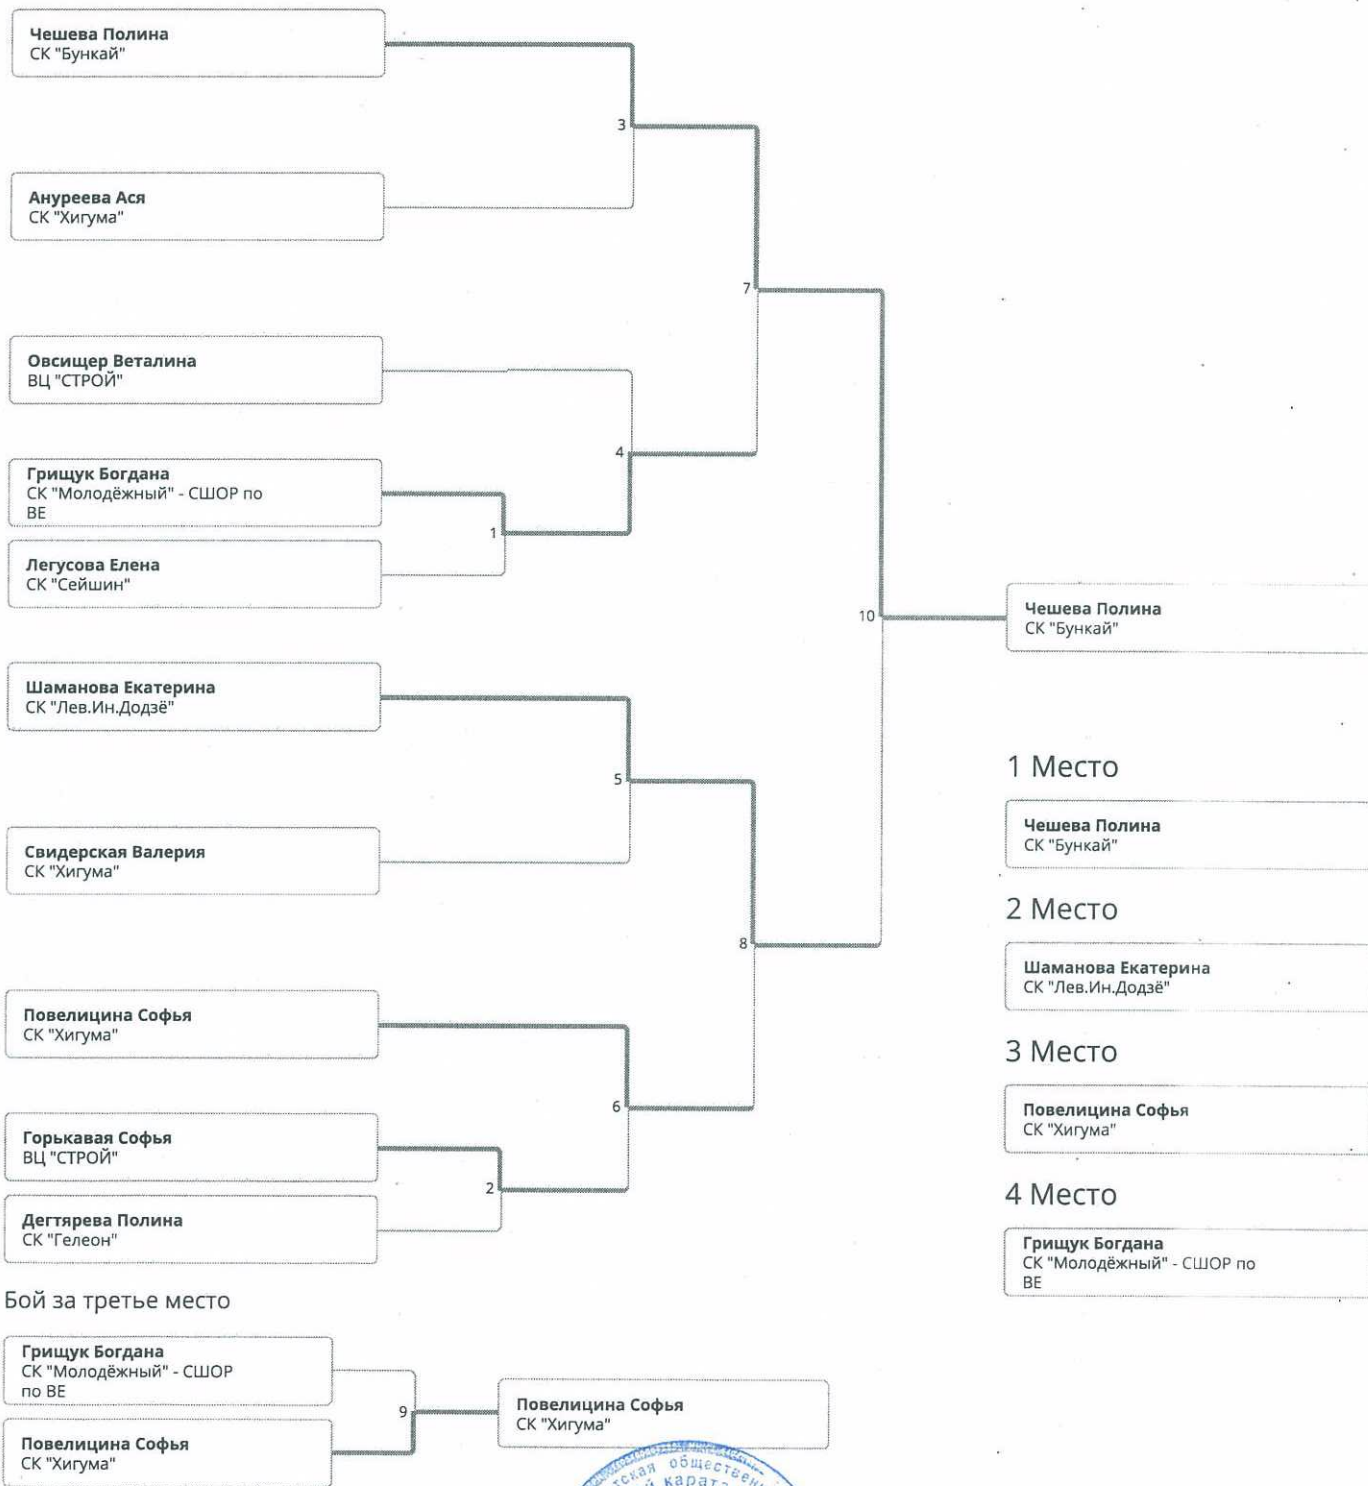 Чешева Полина
СК "Бункай"
3
Ануреева Ася
СК "Хигума"
7
Овсищер Веталина
ВЦ "СТРОЙ"
4
Грищук Богдана
СК "Молодёжный" - СШОР по
ВЕ
1
Легусова Елена
СК "Сейшин"
10
Чешева Полина
СК "Бункай"
Шаманова Екатерина
СК "Лев.Ин.Додзё"
5
Свидерская Валерия
СК "Хигума"
8
Повелицина Софья
СК "Хигума"
6
Горькавая Софья
ВЦ "СТРОЙ"
2
Дегтярева Полина
СК "Гелеон"
1 Место
Чешева Полина
СК "Бункай"
2 Место
Шаманова Екатерина
СК "Лев.Ин.Додзё"
3 Место
Повелицина Софья
СК "Хигума"
4 Место
Грищук Богдана
СК "Молодёжный" - СШОР по
ВЕ
Бой за третье место
Грищук Богдана
СК "Молодёжный" - СШОР
по ВЕ
9
Повелицина Софья
СК "Хигума"
Повелицина Софья
СК "Хигума"